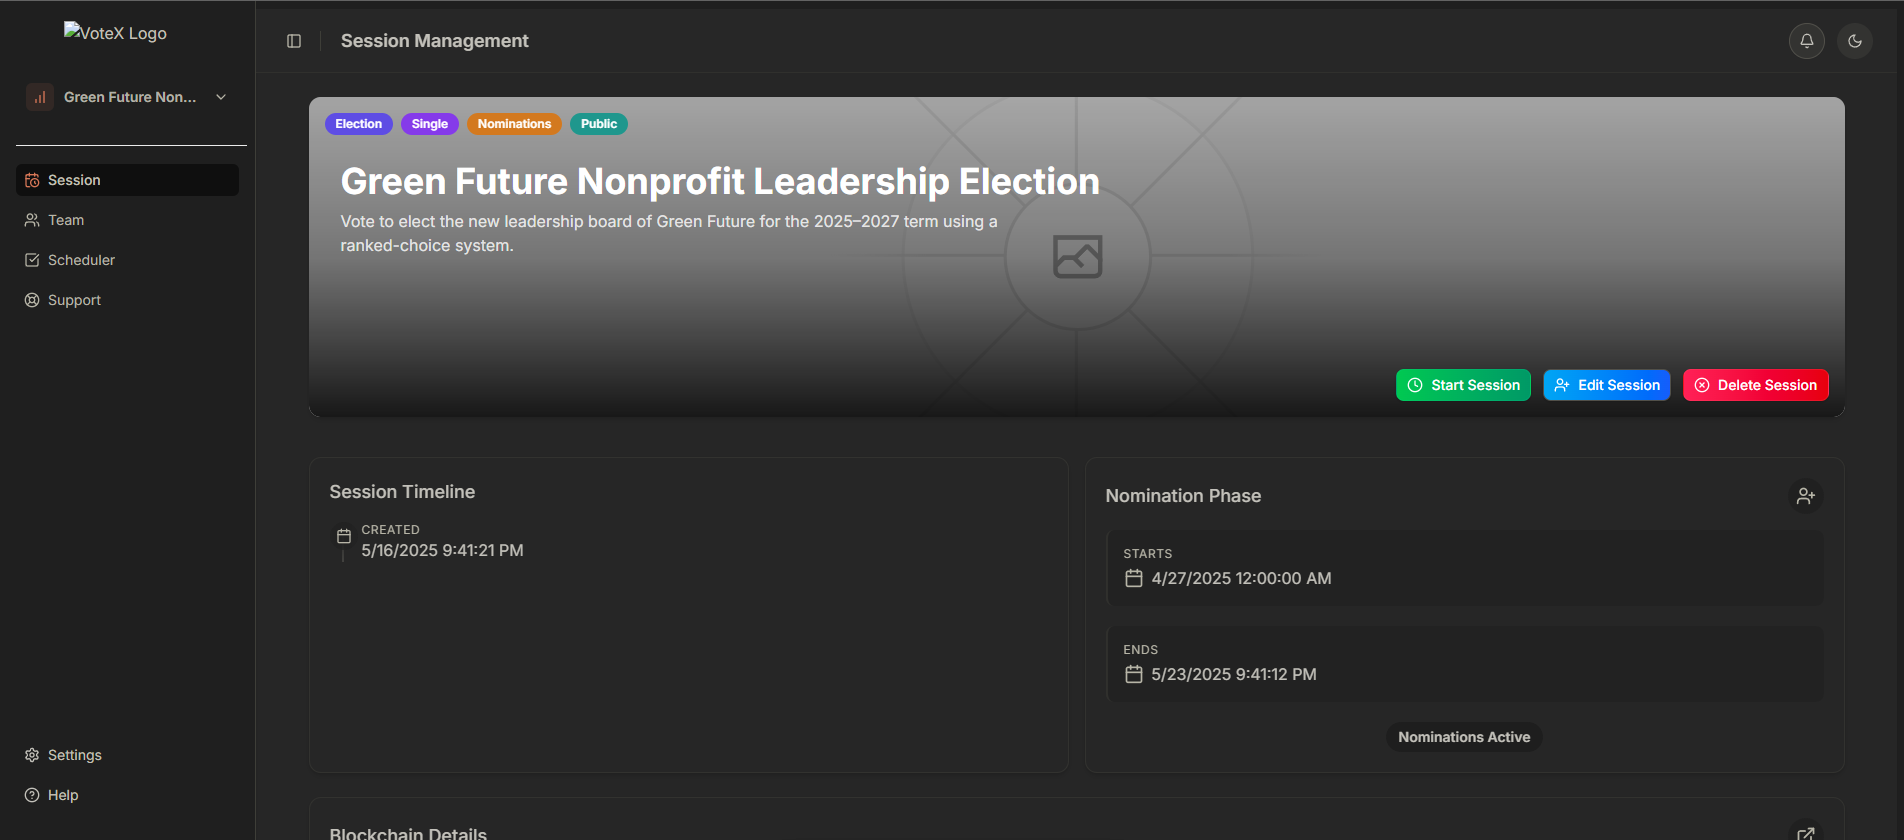 VoteX Logo
Session Management
Green Future Non...
Session
Team
Scheduler
Support
Settings
Help
Election
Single
Nominations
Public
Green Future Nonprofit Leadership Election
Vote to elect the new leadership board of Green Future for the 2025–2027 term using a
ranked-choice system.
Start Session
Edit Session
Delete Session
Session Timeline
CREATED
5/16/2025 9:41:21 PM
Nomination Phase
STARTS
4/27/2025 12:00:00 AM
ENDS
5/23/2025 9:41:12 PM
Nominations Active
Blockchain Details